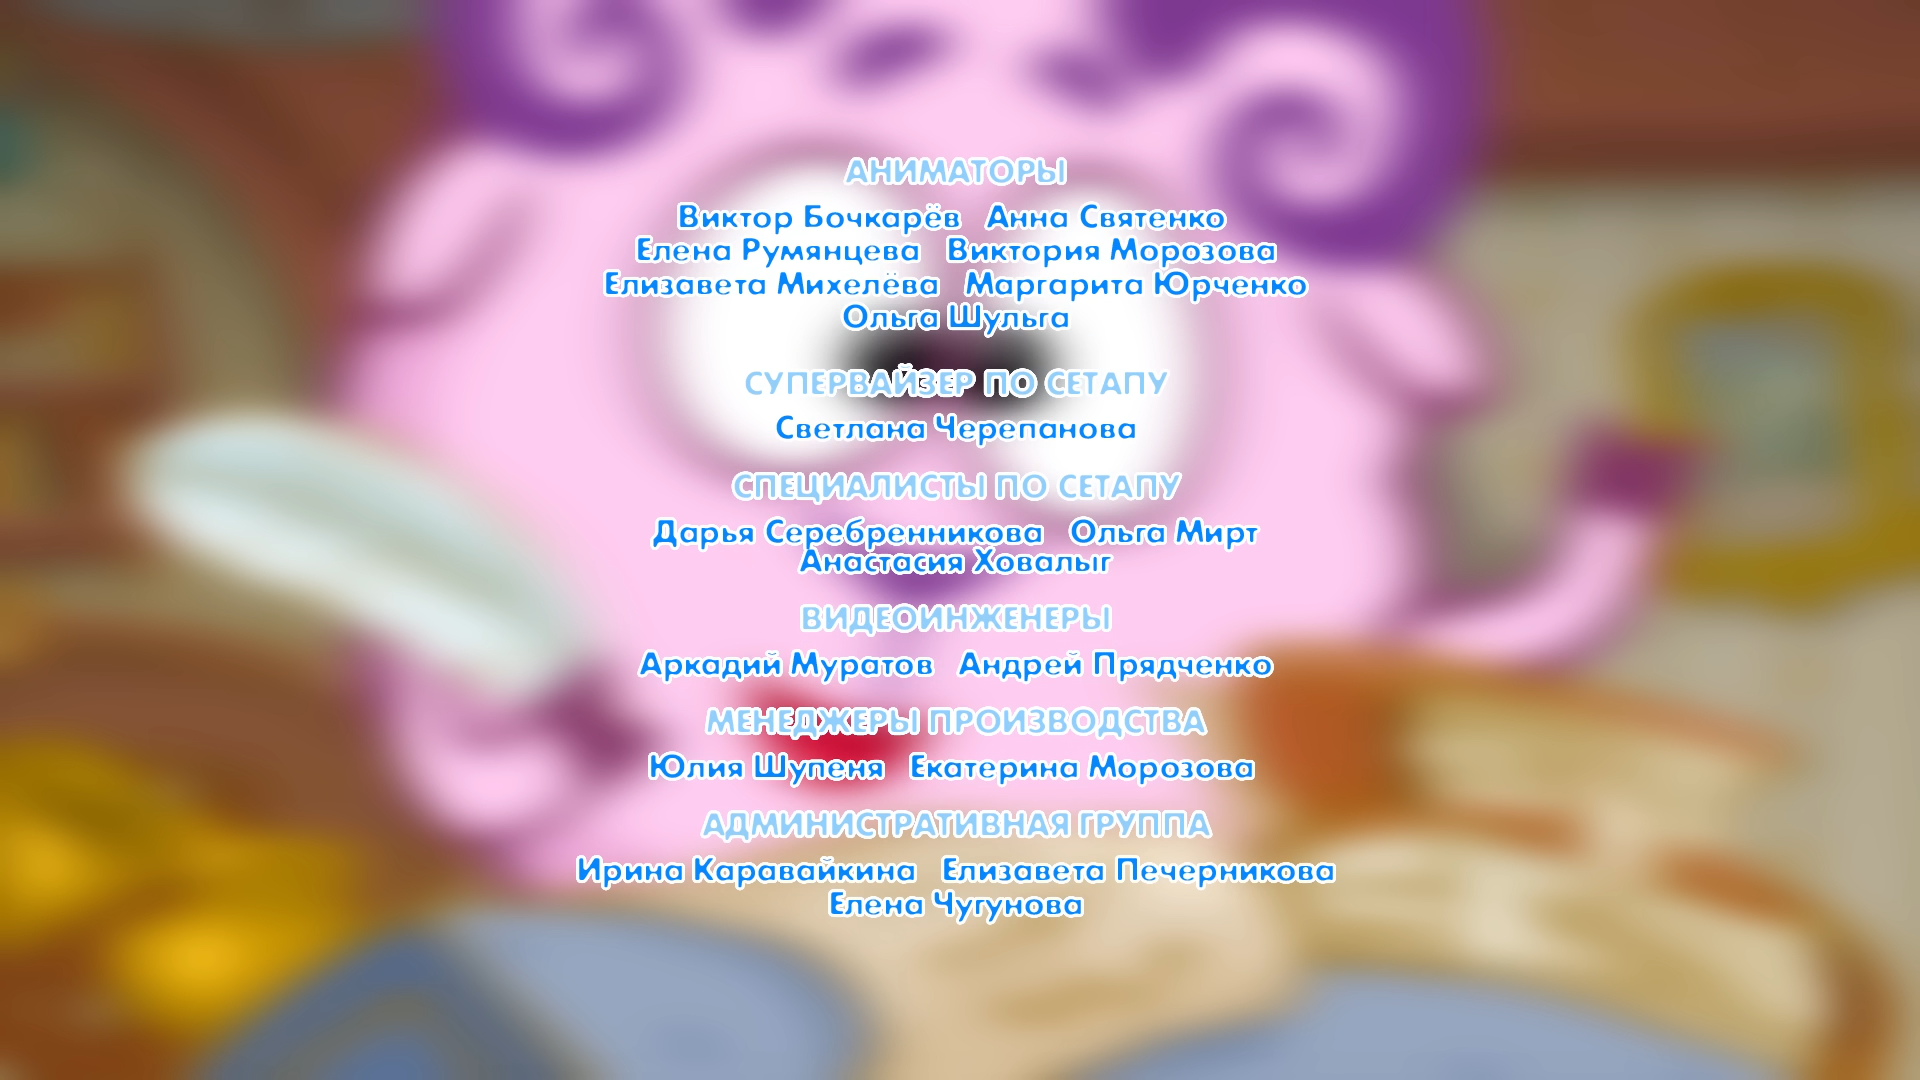 АНИМАТОРЫ
Виктор Бочкарёв Анна Святенко
Елена Румянцева Виктория Морозова
Елизавета Михелёва Маргарита Юрченко
Ольга Шульга
СУПЕРВАЙЗЕР ПО СЕТАПУ
Светлана Черепанова
СПЕЦИАЛИСТЫ ПО СЕТАПУ
Дарья Серебренникова Ольга Мирт
Анастасия Ховалыг
ВИДЕОИНЖЕНЕРЫ
Аркадий Муратов Андрей Прядченко
МЕНЕДЖЕРЫ ПРОИЗВОДСТВА
Юлия Шупеня Екатерина Морозова
АДМИНИСТРАТИВНАЯ ГРУППА
Ирина Каравайкина Елизавета Печерникова
Елена Чугунова